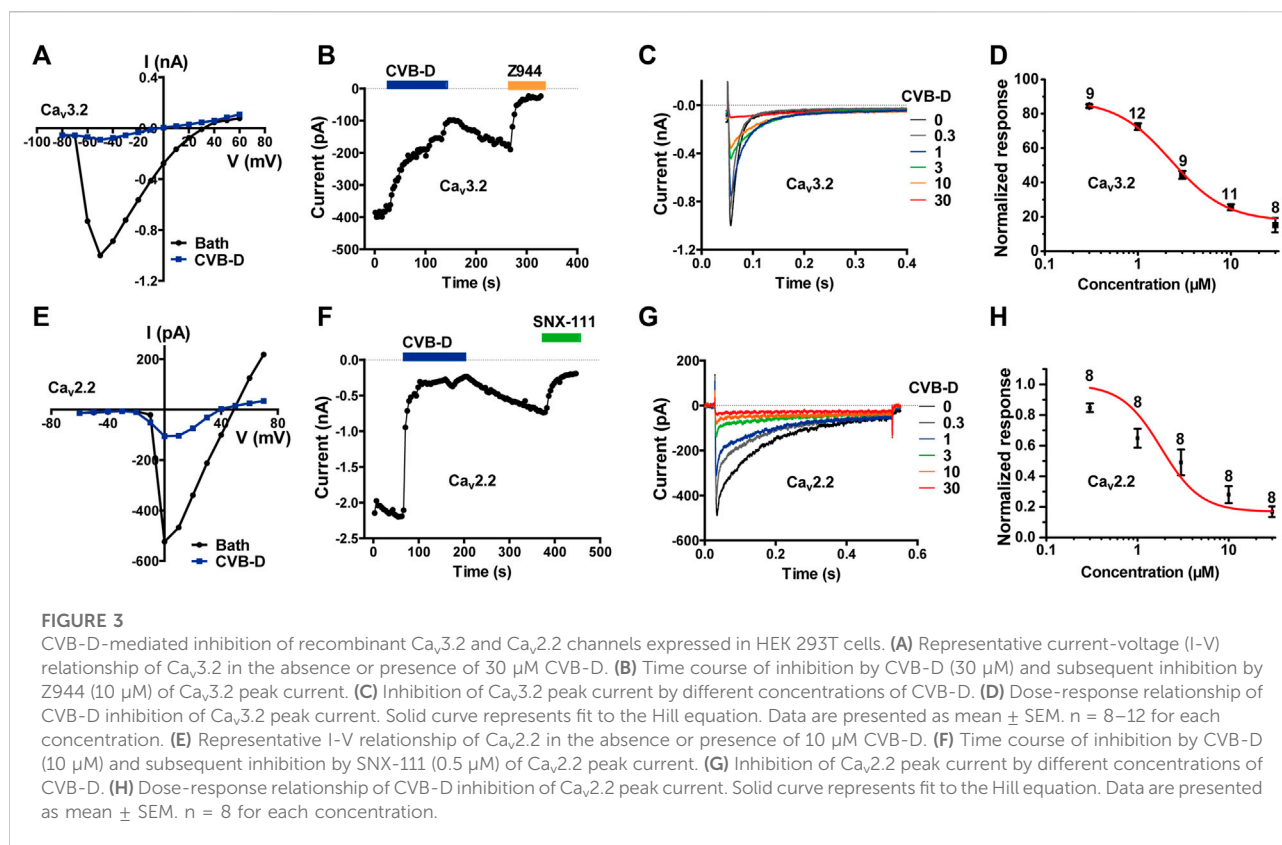 A
I (nA)
0.4
Caᵥ3.2
-100 -80 -60 -40 -20 0 20 40 60 80
V (mV)
-0.4
-0.8
-1.2
Bath
CVB-D
B
CVB-D
Z944
0
-100
-200
-300
-400
-500
Current (pA)
Caᵥ3.2
0 100 200 300 400
Time (s)
C
-0.0
-0.4
-0.8
-1.2
Current (nA)
CVB-D
0
0.3
1
3
10
30
Caᵥ3.2
0.0 0.1 0.2 0.3 0.4
Time (s)
D
100
80
60
40
20
0
Normalized response
9
12
9
11
8
Caᵥ3.2
0.1 1 10
Concentration (µM)
E
I (pA)
200
Caᵥ2.2
-80 -40 0 40 80
V (mV)
-200
-400
-600
Bath
CVB-D
F
SNX-111
CVB-D
0.0
-0.5
-1.0
-1.5
-2.0
-2.5
Current (nA)
Caᵥ2.2
0 100 200 300 400 500
Time (s)
G
200
0
-200
-400
-600
Current (pA)
CVB-D
0
0.3
1
3
10
30
Caᵥ2.2
0.0 0.2 0.4 0.6
Time (s)
H
1.0
0.8
0.6
0.4
0.2
0.0
Normalized response
8
8
8
8
8
Caᵥ2.2
0.1 1 10
Concentration (µM)
FIGURE 3
CVB-D-mediated inhibition of recombinant Caᵥ3.2 and Caᵥ2.2 channels expressed in HEK 293T cells. (A) Representative current-voltage (I-V)
relationship of Caᵥ3.2 in the absence or presence of 30 µM CVB-D. (B) Time course of inhibition by CVB-D (30 µM) and subsequent inhibition by
Z944 (10 µM) of Caᵥ3.2 peak current. (C) Inhibition of Caᵥ3.2 peak current by different concentrations of CVB-D. (D) Dose-response relationship of
CVB-D inhibition of Caᵥ3.2 peak current. Solid curve represents fit to the Hill equation. Data are presented as mean ± SEM. n = 8–12 for each
concentration. (E) Representative I-V relationship of Caᵥ2.2 in the absence or presence of 10 µM CVB-D. (F) Time course of inhibition by CVB-D
(10 µM) and subsequent inhibition by SNX-111 (0.5 µM) of Caᵥ2.2 peak current. (G) Inhibition of Caᵥ2.2 peak current by different concentrations of
CVB-D. (H) Dose-response relationship of CVB-D inhibition of Caᵥ2.2 peak current. Solid curve represents fit to the Hill equation. Data are presented
as mean ± SEM. n = 8 for each concentration.